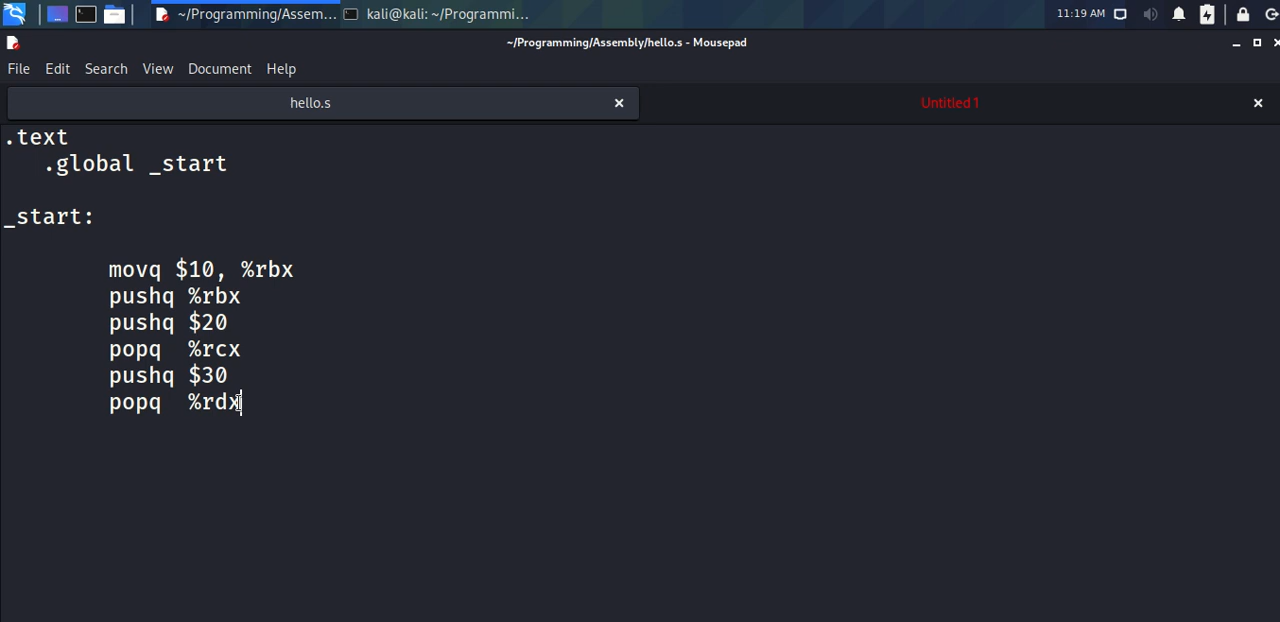 ~/Programming/Assem... kali@kali: ~/Programmi... 11:19 AM
~/Programming/Assembly/hello.s - Mousepad
File Edit Search View Document Help
hello.s Untitled 1
.text
.global _start
_start:
movq $10, %rbx
pushq %rbx
pushq $20
popq %rcx
pushq $30
popq %rdx